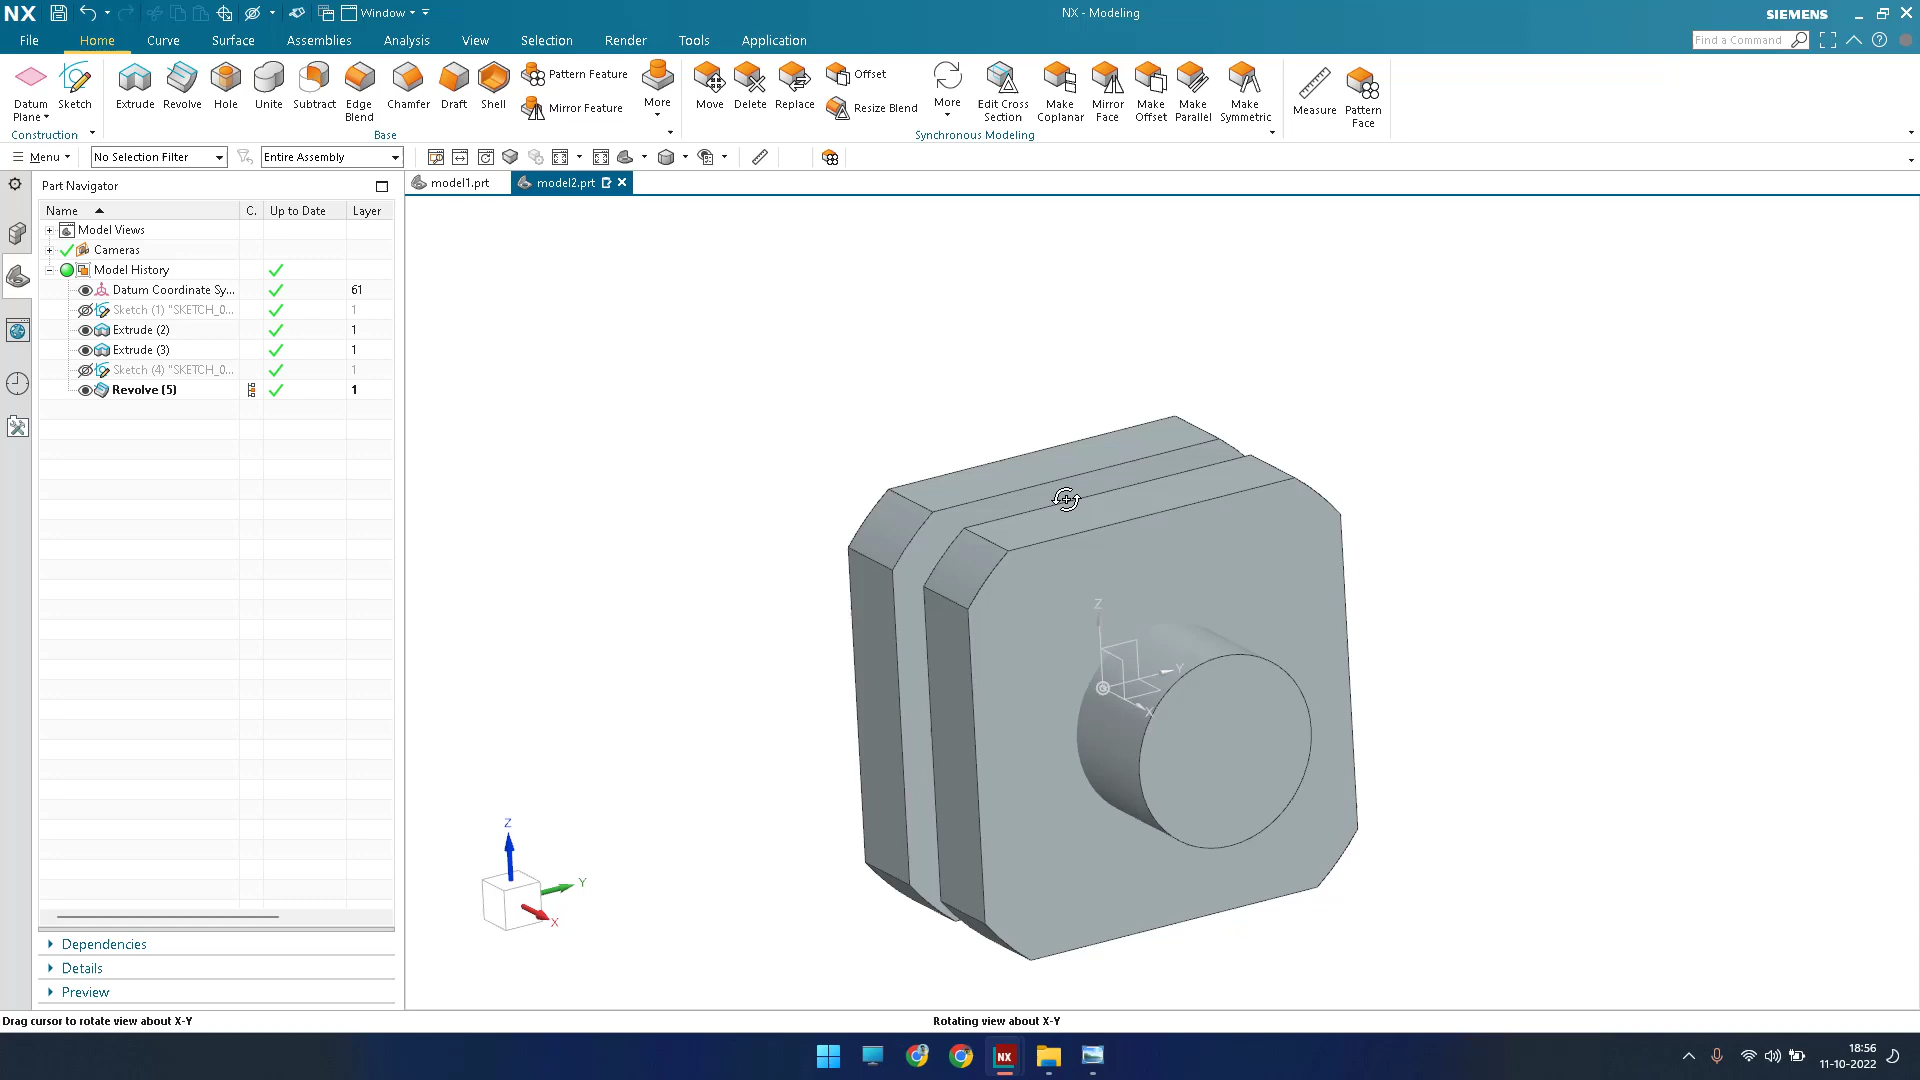 NX
Window
NX - Modeling
SIEMENS
File
Home
Curve
Surface
Assemblies
Analysis
View
Selection
Render
Tools
Application
Find a Command
Datum Plane
Sketch
Extrude
Revolve
Hole
Unite
Subtract
Edge Blend
Chamfer
Draft
Shell
Pattern Feature
Mirror Feature
More
Move
Delete
Replace
Offset
Resize Blend
More
Edit Cross Section
Make Coplanar
Mirror Face
Make Offset
Make Parallel
Make Symmetric
Measure
Pattern Face
Construction
Base
Synchronous Modeling
Menu
No Selection Filter
Entire Assembly
Part Navigator
model1.prt
model2.prt
Name C. Up to Date Layer
Model Views
Cameras
Model History
Datum Coordinate Sy... 61
Sketch (1) "SKETCH_0... 1
Extrude (2) 1
Extrude (3) 1
Sketch (4) "SKETCH_0... 1
Revolve (5) 1
Z
Y
X
Z
Y
X
Dependencies
Details
Preview
Drag cursor to rotate view about X-Y
Rotating view about X-Y
NX
18:56
11-10-2022